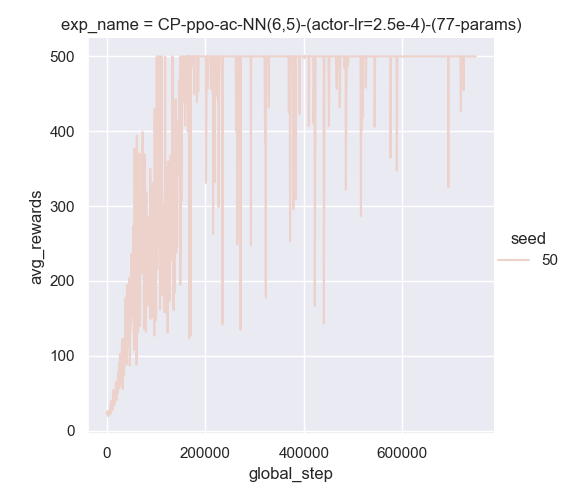 exp_name = CP-ppo-ac-NN(6,5)-(actor-lr=2.5e-4)-(77-params)
500
400
300
200
100
0
avg_rewards
0 200000 400000 600000
global_step
seed
50